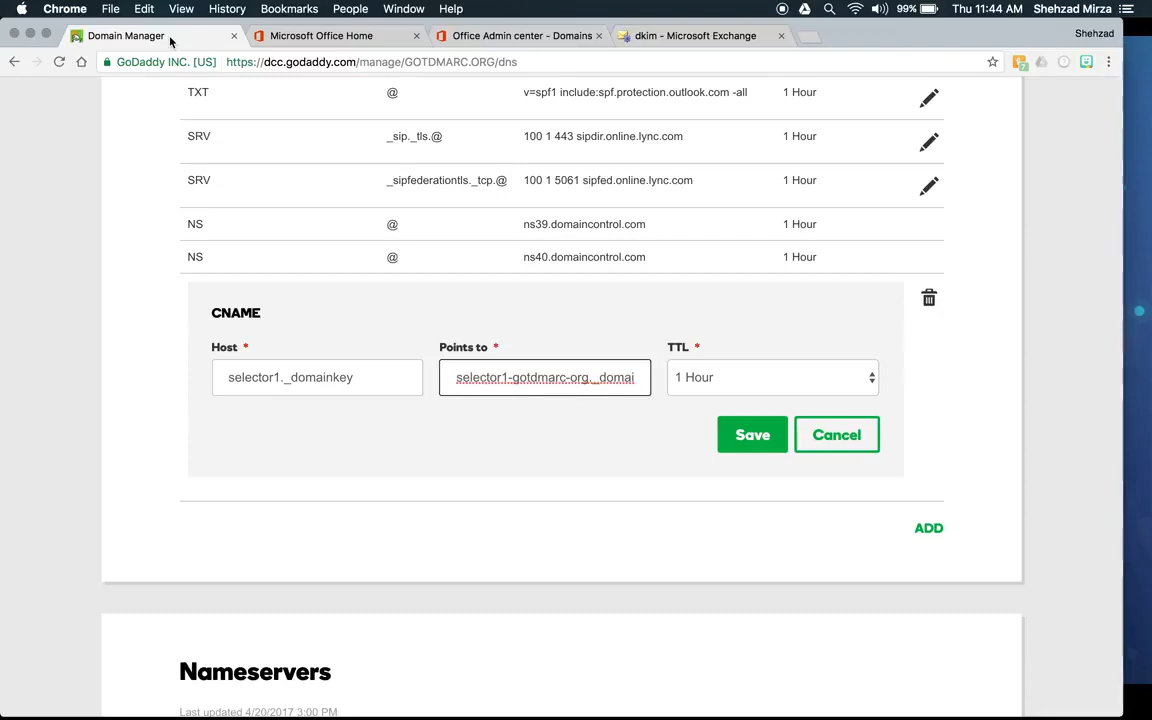 Chrome File Edit View History Bookmarks People Window Help 99% Thu 11:44 AM Shehzad Mirza
Domain Manager Microsoft Office Home Office Admin center - Domains dkim - Microsoft Exchange Shehzad
GoDaddy INC. [US] https://dcc.godaddy.com/manage/GOTDMARC.ORG/dns 7
TXT @ v=spf1 include:spf.protection.outlook.com -all 1 Hour
SRV _sip._tls.@ 100 1 443 sipdir.online.lync.com 1 Hour
SRV _sipfederationtls._tcp.@ 100 1 5061 sipfed.online.lync.com 1 Hour
NS @ ns39.domaincontrol.com 1 Hour
NS @ ns40.domaincontrol.com 1 Hour
CNAME
Host * Points to * TTL *
selector1._domainkey selector1-gotdmarc-org._domai 1 Hour
Save Cancel
ADD
Nameservers
Last updated 4/20/2017 3:00 PM